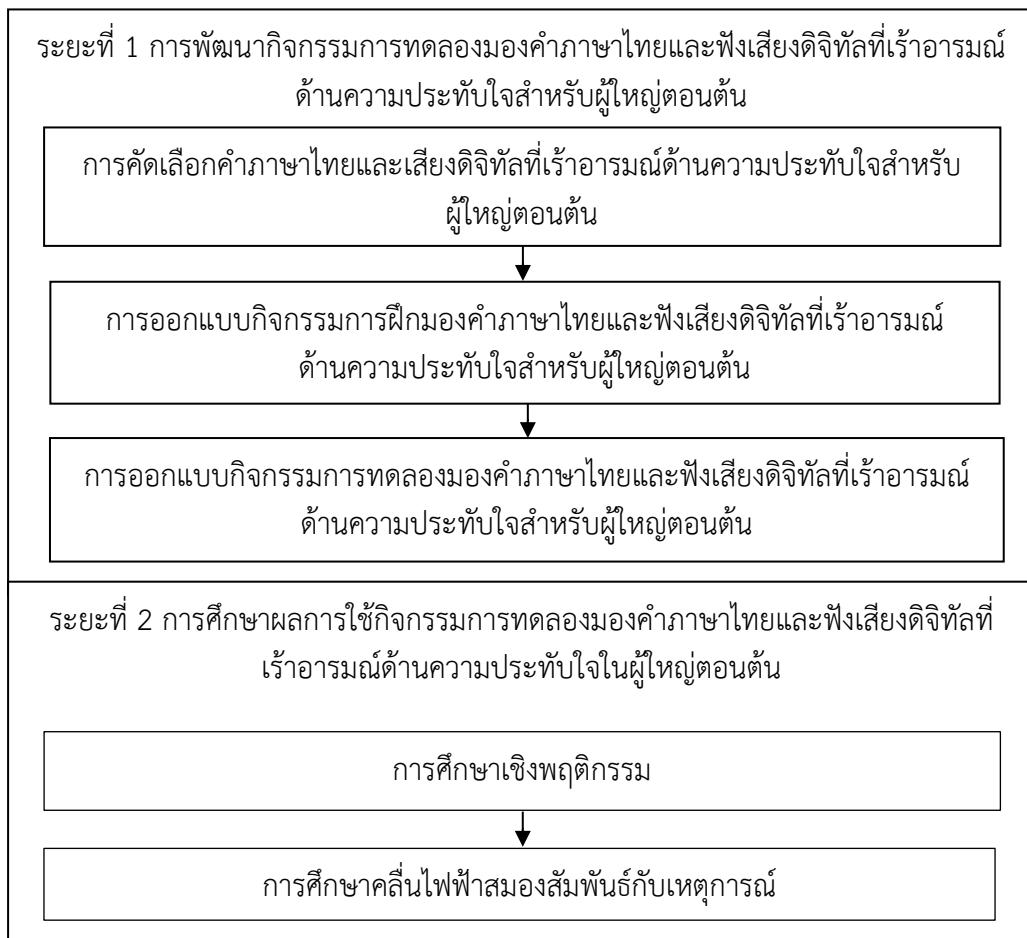 ระยะที่ 1 การพัฒนากิจกรรมการทดลองมองคำภาษาไทยและฟังเสียงดิจิทัลที่เร้าอารมณ์
ด้านความประทับใจสำหรับผู้ใหญ่ตอนต้น
การคัดเลือกคำภาษาไทยและเสียงดิจิทัลที่เร้าอารมณ์ด้านความประทับใจสำหรับ
ผู้ใหญ่ตอนต้น
การออกแบบกิจกรรมการฝึกมองคำภาษาไทยและฟังเสียงดิจิทัลที่เร้าอารมณ์
ด้านความประทับใจสำหรับผู้ใหญ่ตอนต้น
การออกแบบกิจกรรมการทดลองมองคำภาษาไทยและฟังเสียงดิจิทัลที่เร้าอารมณ์
ด้านความประทับใจสำหรับผู้ใหญ่ตอนต้น
ระยะที่ 2 การศึกษาผลการใช้กิจกรรมการทดลองมองคำภาษาไทยและฟังเสียงดิจิทัลที่
เร้าอารมณ์ด้านความประทับใจในผู้ใหญ่ตอนต้น
การศึกษาเชิงพฤติกรรม
การศึกษาคลื่นไฟฟ้าสมองสัมพันธ์กับเหตุการณ์